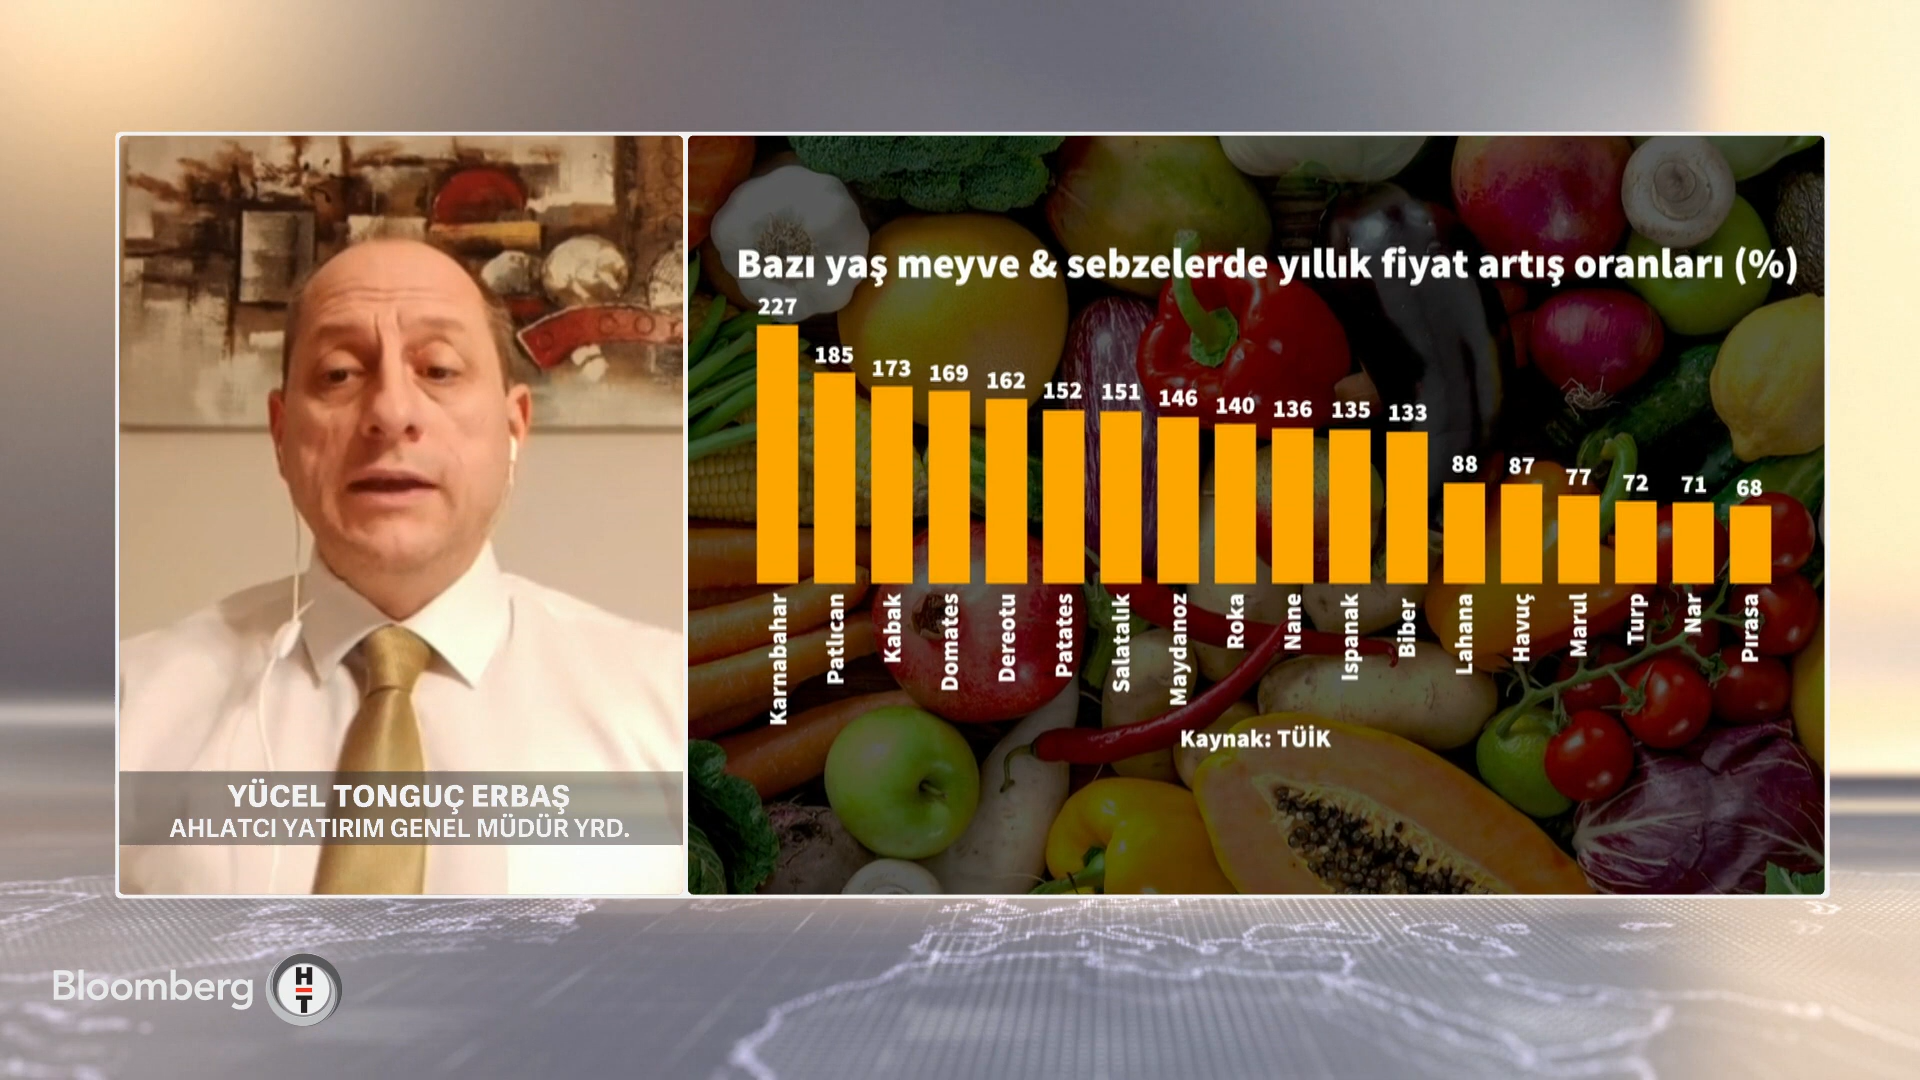 Bazı yaş meyve & sebzelerde yıllık fiyat artış oranları (%)
227
185
173
169
162
152
151
146
140
136
135
133
88
87
77
72
71
68
Karnabahar
Patlıcan
Kabak
Domates
Dereotu
Patates
Salatalık
Maydanoz
Roka
Nane
Ispanak
Biber
Lahana
Havuç
Marul
Turp
Nar
Pırasa
Kaynak: TÜİK
YÜCEL TONGUÇ ERBAŞ
AHLATCI YATIRIM GENEL MÜDÜR YRD.
Bloomberg HT